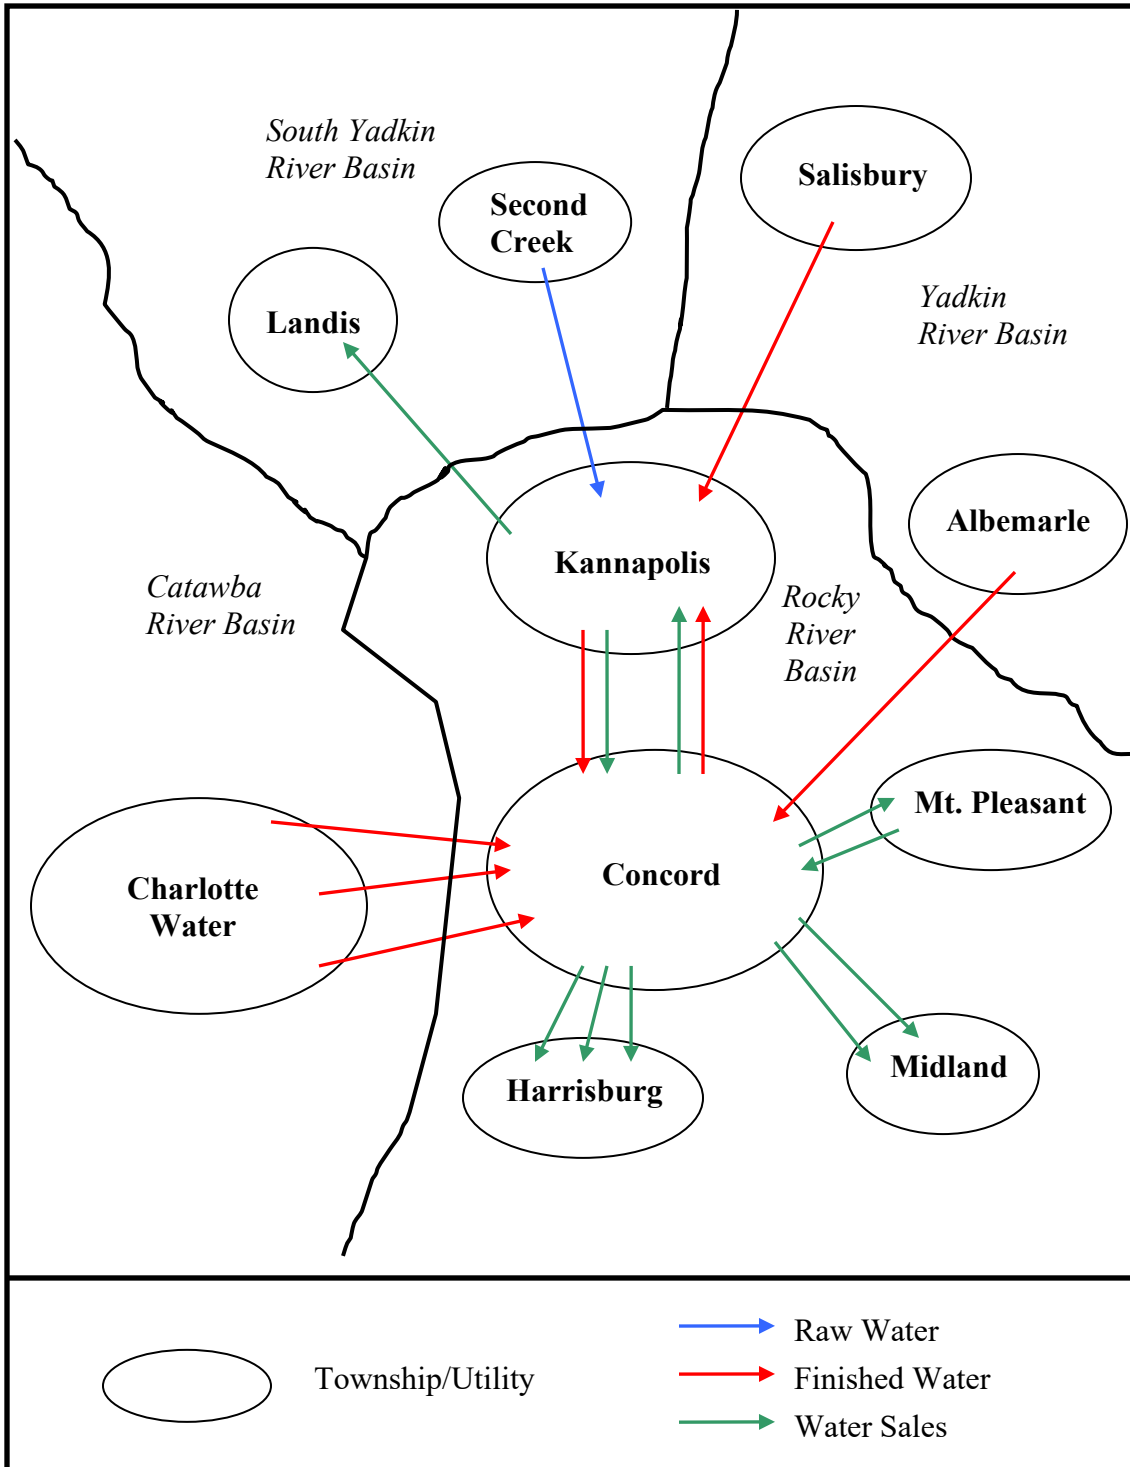 South Yadkin
River Basin
Salisbury
Second
Creek
Yadkin
River Basin
Landis
Albemarle
Kannapolis
Catawba
River Basin
Rocky
River
Basin
Mt. Pleasant
Concord
Charlotte
Water
Midland
Harrisburg
Raw Water
Township/Utility
Finished Water
Water Sales